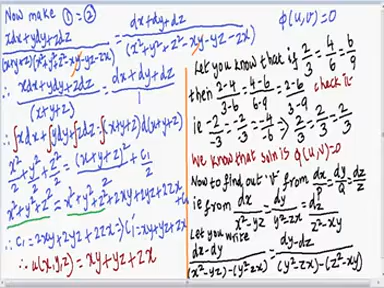 Now make ① = ②
xdx+ydy+zdz / (x+y+z)(x²+y²+z²-xy-yz-zx) = dx+dy+dz / (x²+y²+z²-xy-yz-zx)
∴ xdx+ydy+zdz / (x+y+z) = dx+dy+dz / 1
∴ ∫xdx+∫ydy+∫zdz = ∫(x+y+z)d(x+y+z)
x²/2 + y²/2 + z²/2 = (x+y+z)²/2 + C₁/2
x²+y²+z² = x²+y²+z²+2xy+2yz+2zx+C₁
∴ C₁ = 2xy+2yz+2zx ⇒ C₁' = xy+yz+zx
∴ u(x,y,z) = xy+yz+zx
φ(u,v)=0
Let you know that if 2/3 = 4/6 = 6/9
then 2-4/3-6 = 4-6/6-9 = 2-6/3-9 check it
ie -2/-3 = -2/-3 = -4/-6 ⇒ 2/3 = 2/3 = 2/3
We know that soln is φ(u,v)=0
Now to find out "v" from dx/P = dy/Q = dz/R
ie from dx/x²-yz = dy/y²-zx = dz/z²-xy
Let you write
dx-dy / (x²-yz)-(y²-zx) = dy-dz / (y²-zx)-(z²-xy)